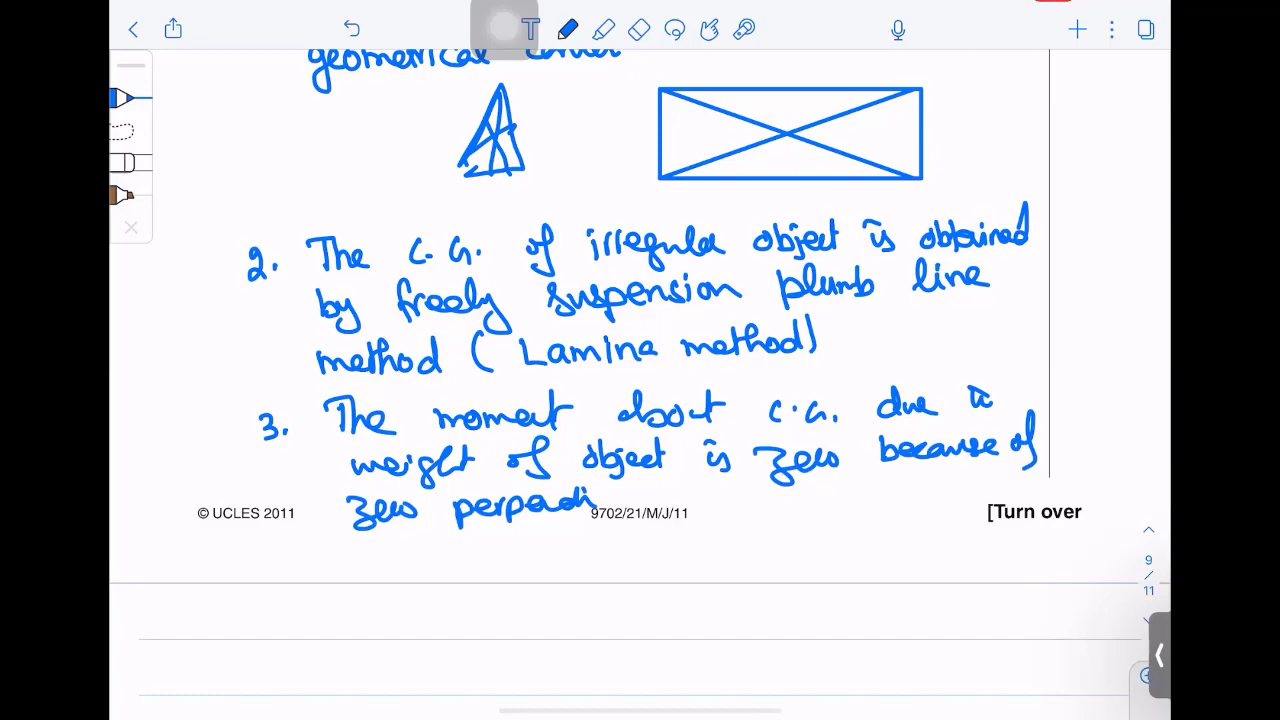 geometrical center
2. The C.G. of irregular object is obtained
by freely suspension plumb line
method (Lamina method)
3. The moment about C.G. due to
weight of object is zero because of
zero perpendi
© UCLES 2011 9702/21/M/J/11 [Turn over
9
/
11